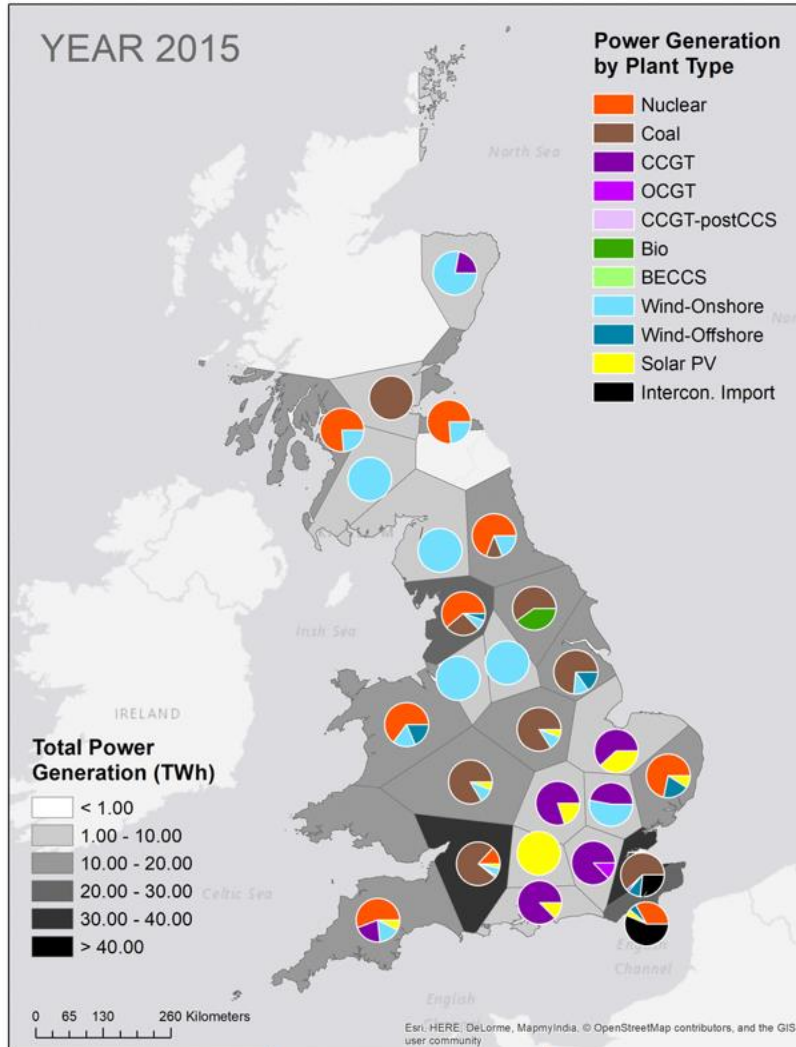 YEAR 2015
Power Generation
by Plant Type
Nuclear
Coal
CCGT
OCGT
CCGT-postCCS
Bio
BECCS
Wind-Onshore
Wind-Offshore
Solar PV
Intercon. Import
North Sea
Irish Sea
IRELAND
Total Power
Generation (TWh)
< 1.00
1.00 - 10.00
10.00 - 20.00
20.00 - 30.00
30.00 - 40.00
> 40.00
Celtic Sea
English
Channel
English
0 65 130 260 Kilometers
Esri, HERE, DeLorme, MapmyIndia, © OpenStreetMap contributors, and the GIS
user community